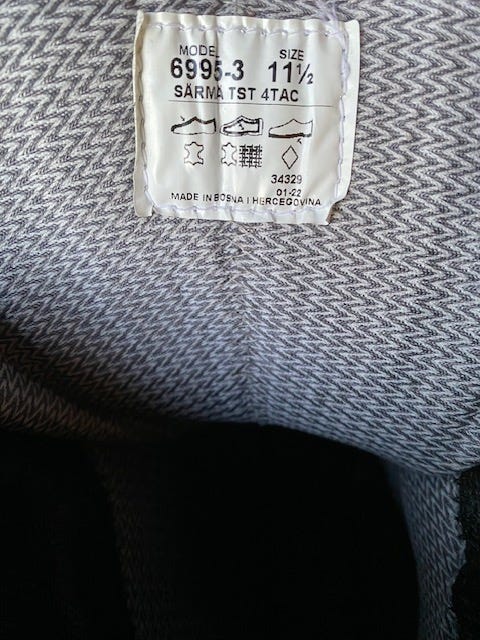 MODEL SIZE
6995-3 11½
SÄRMA TST 4TAC
34329
01-22
MADE IN BOSNA I HERCEGOVINA